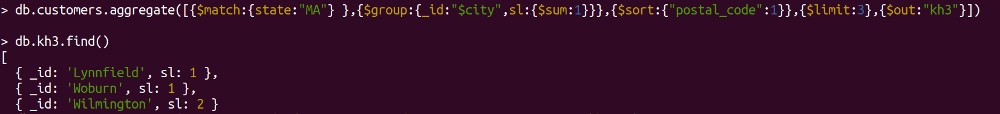 > db.customers.aggregate([{$match:{state:"MA"} },{$group:{_id:"$city",sl:{$sum:1}}},{$sort:{"postal_code":1}},{$limit:3},{$out:"kh3"}])
> db.kh3.find()
[
  { _id: 'Lynnfield', sl: 1 },
  { _id: 'Woburn', sl: 1 },
  { _id: 'Wilmington', sl: 2 }